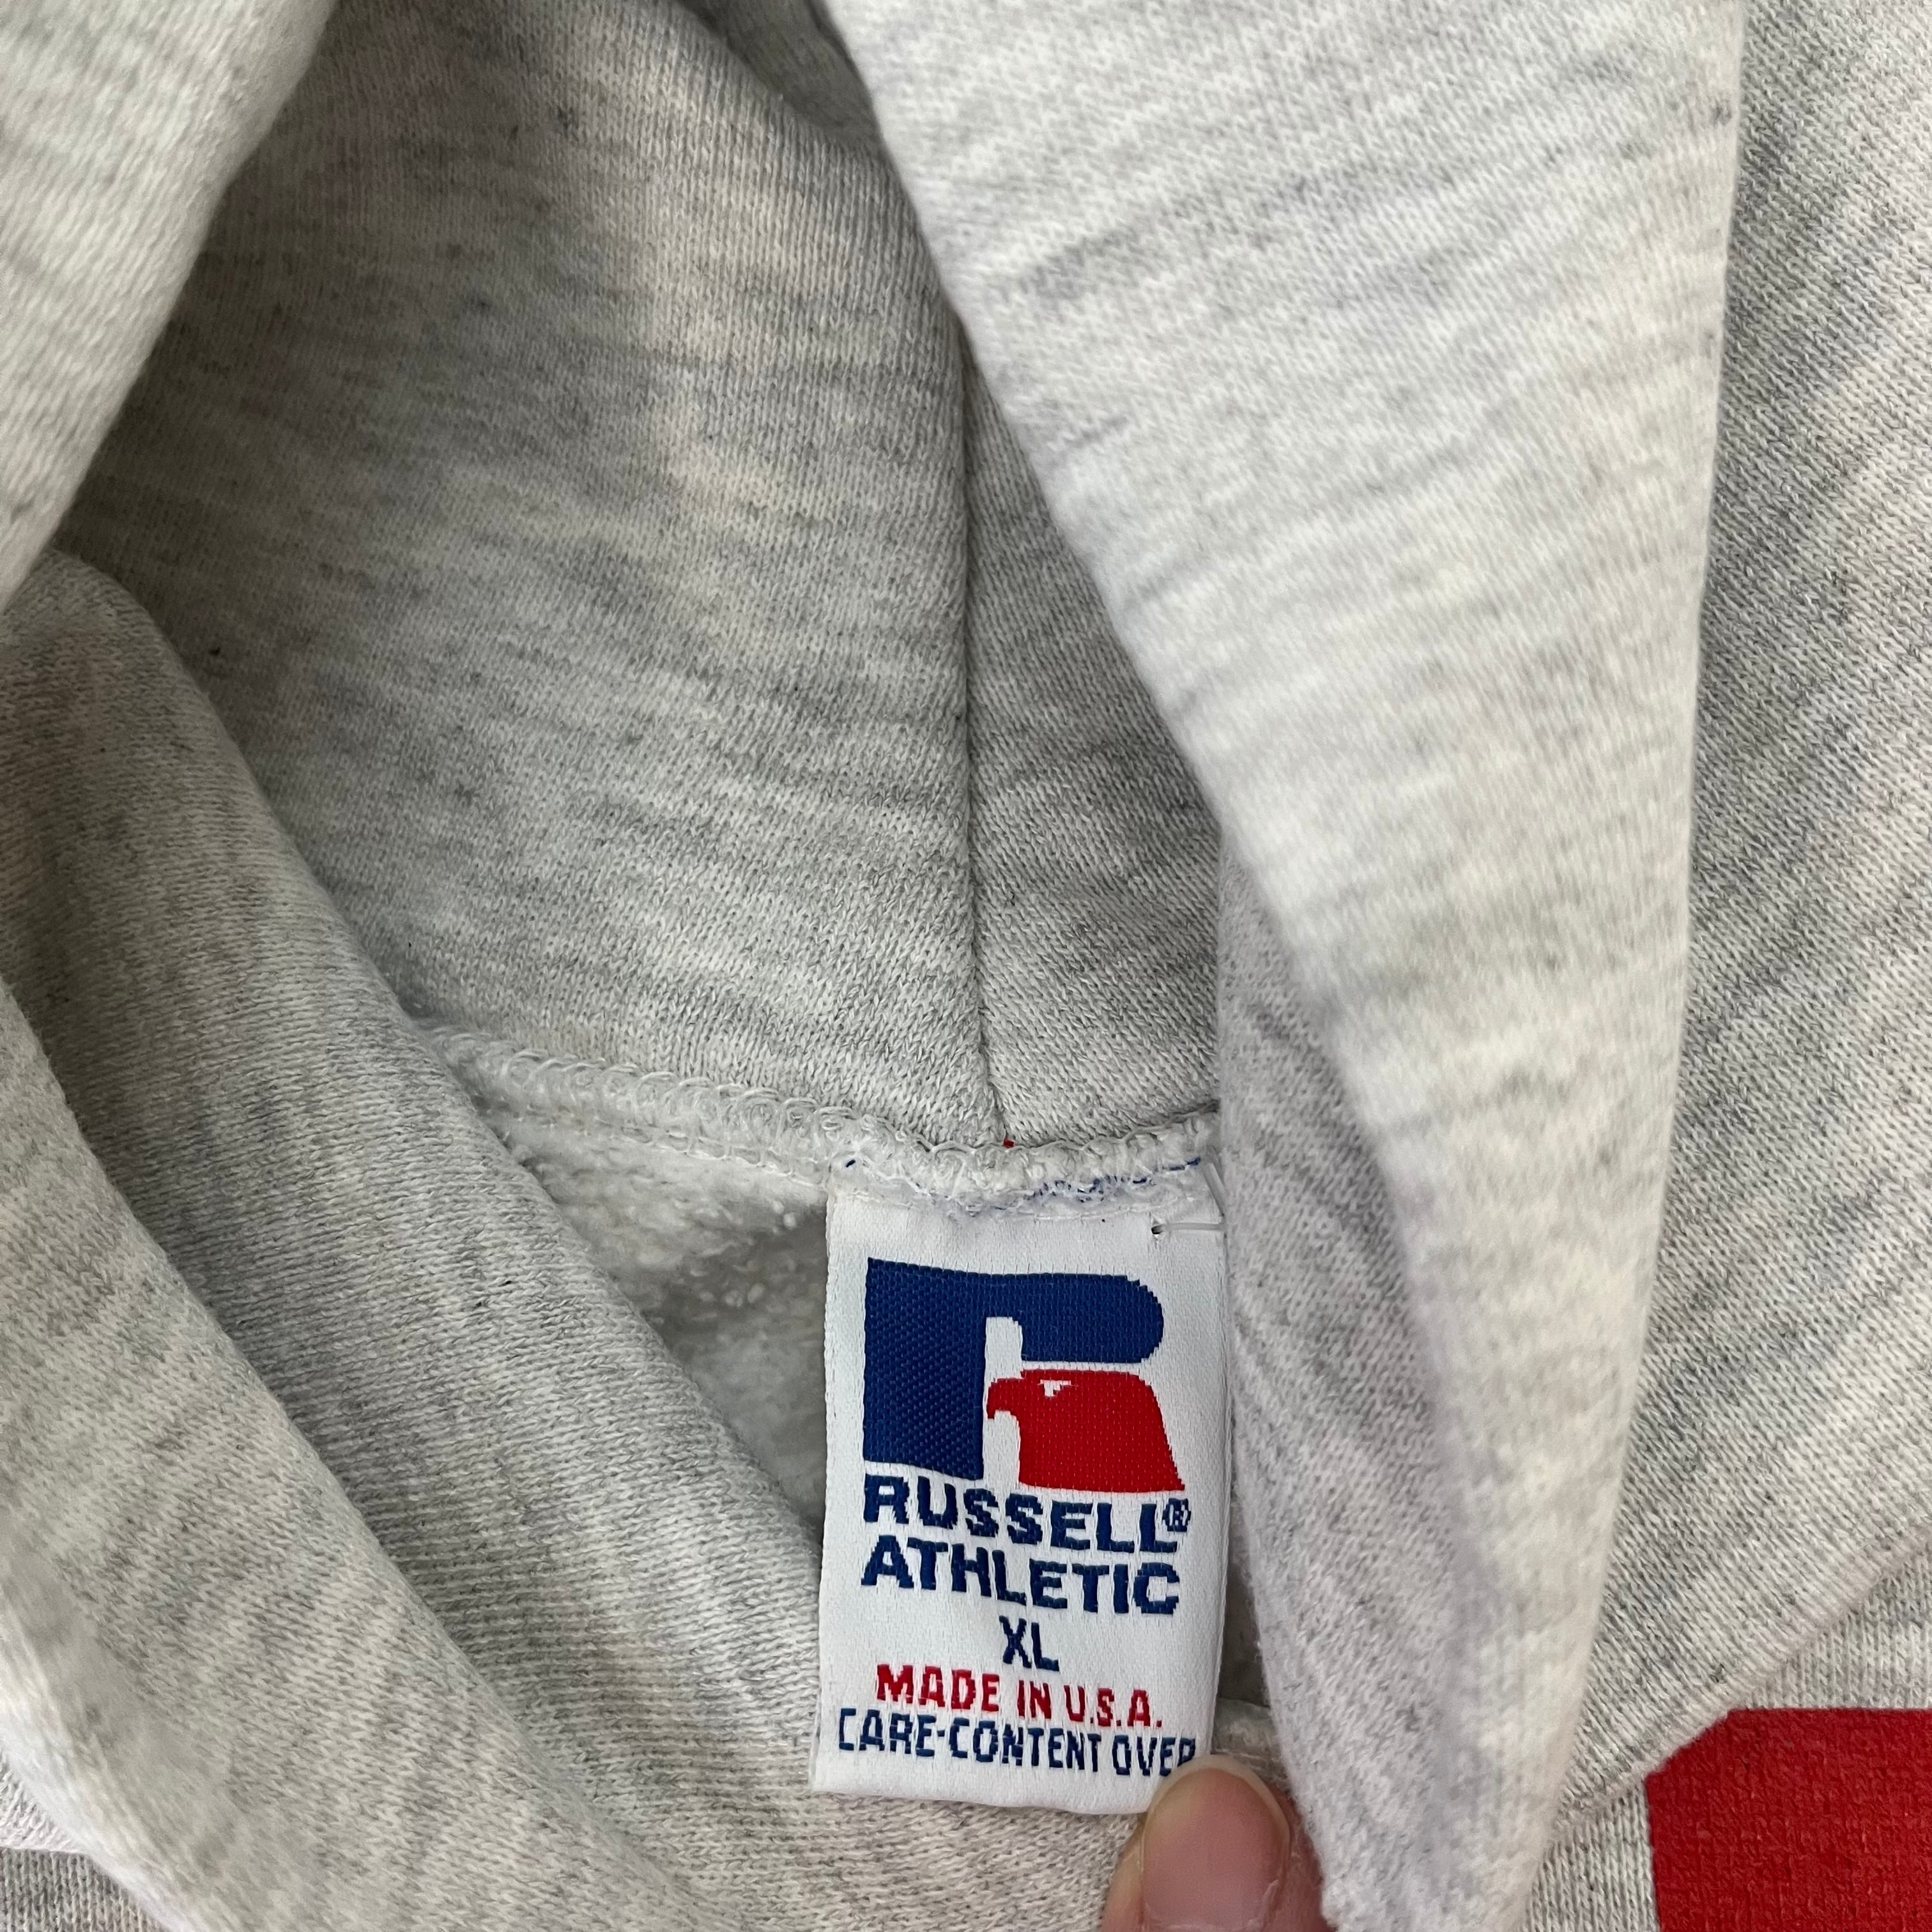 RUSSELL®
ATHLETIC
XL
MADE IN U.S.A.
CARE-CONTENT OVER